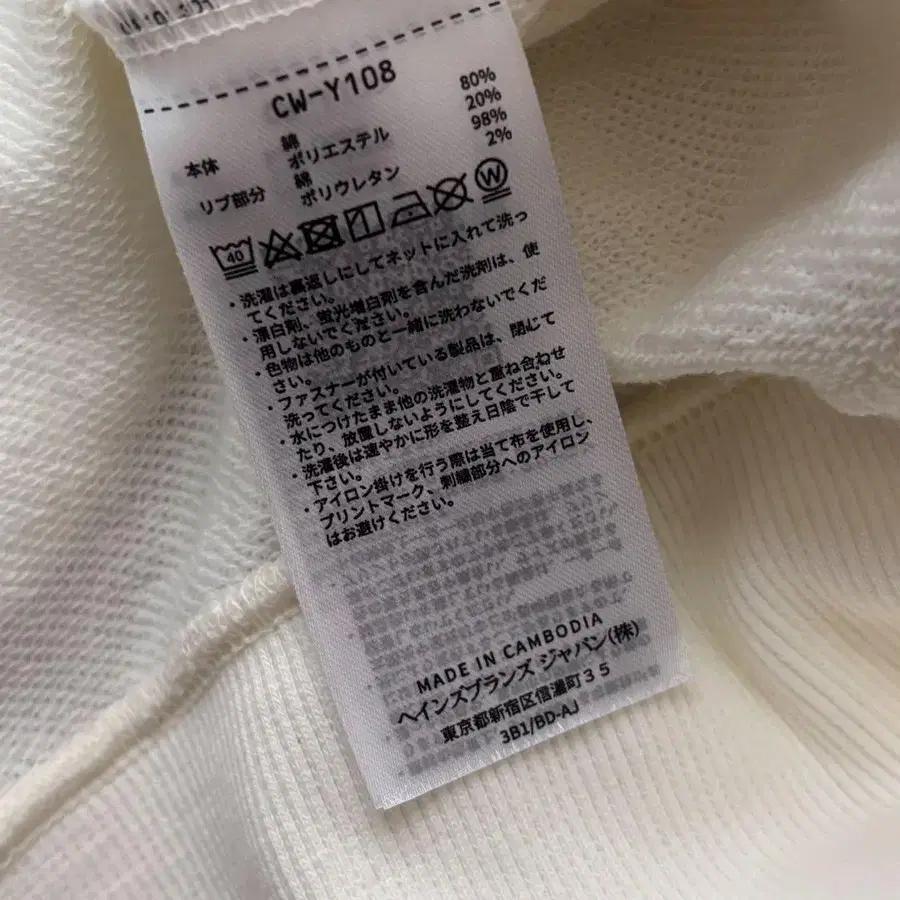 CW-Y108
本体 綿 80%
ポリエステル 20%
リブ部分 綿 98%
ポリウレタン 2%
40 W
・洗濯は裏返しにしてネットに入れて洗っ
てください。
・漂白剤、蛍光増白剤を含んだ洗剤は、使
用しないでください。
・色物は他のものと一緒に洗わないでくだ
さい。
・ファスナーが付いている製品は、閉じて
洗ってください。
・水につけたまま他の洗濯物と重ね合わせ
たり、放置しないようにしてください。
・洗濯後は速やかに形を整え日陰で干して
下さい。
・アイロン掛けを行う際は当て布を使用し、
プリントマーク、刺繍部分へのアイロン
はお避けください。
MADE IN CAMBODIA
ヘインズブランズ ジャパン(株)
東京都新宿区信濃町35
3B1/BD-AJ